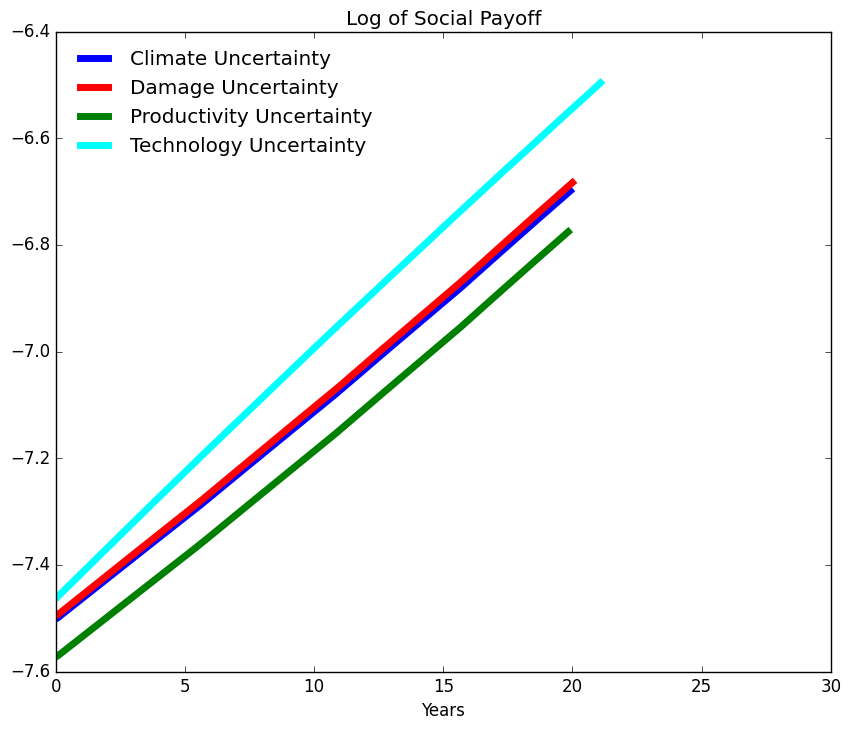 Log of Social Payoff
−6.4
−6.6
−6.8
−7.0
−7.2
−7.4
−7.6
Climate Uncertainty
Damage Uncertainty
Productivity Uncertainty
Technology Uncertainty
0 5 10 15 20 25 30
Years